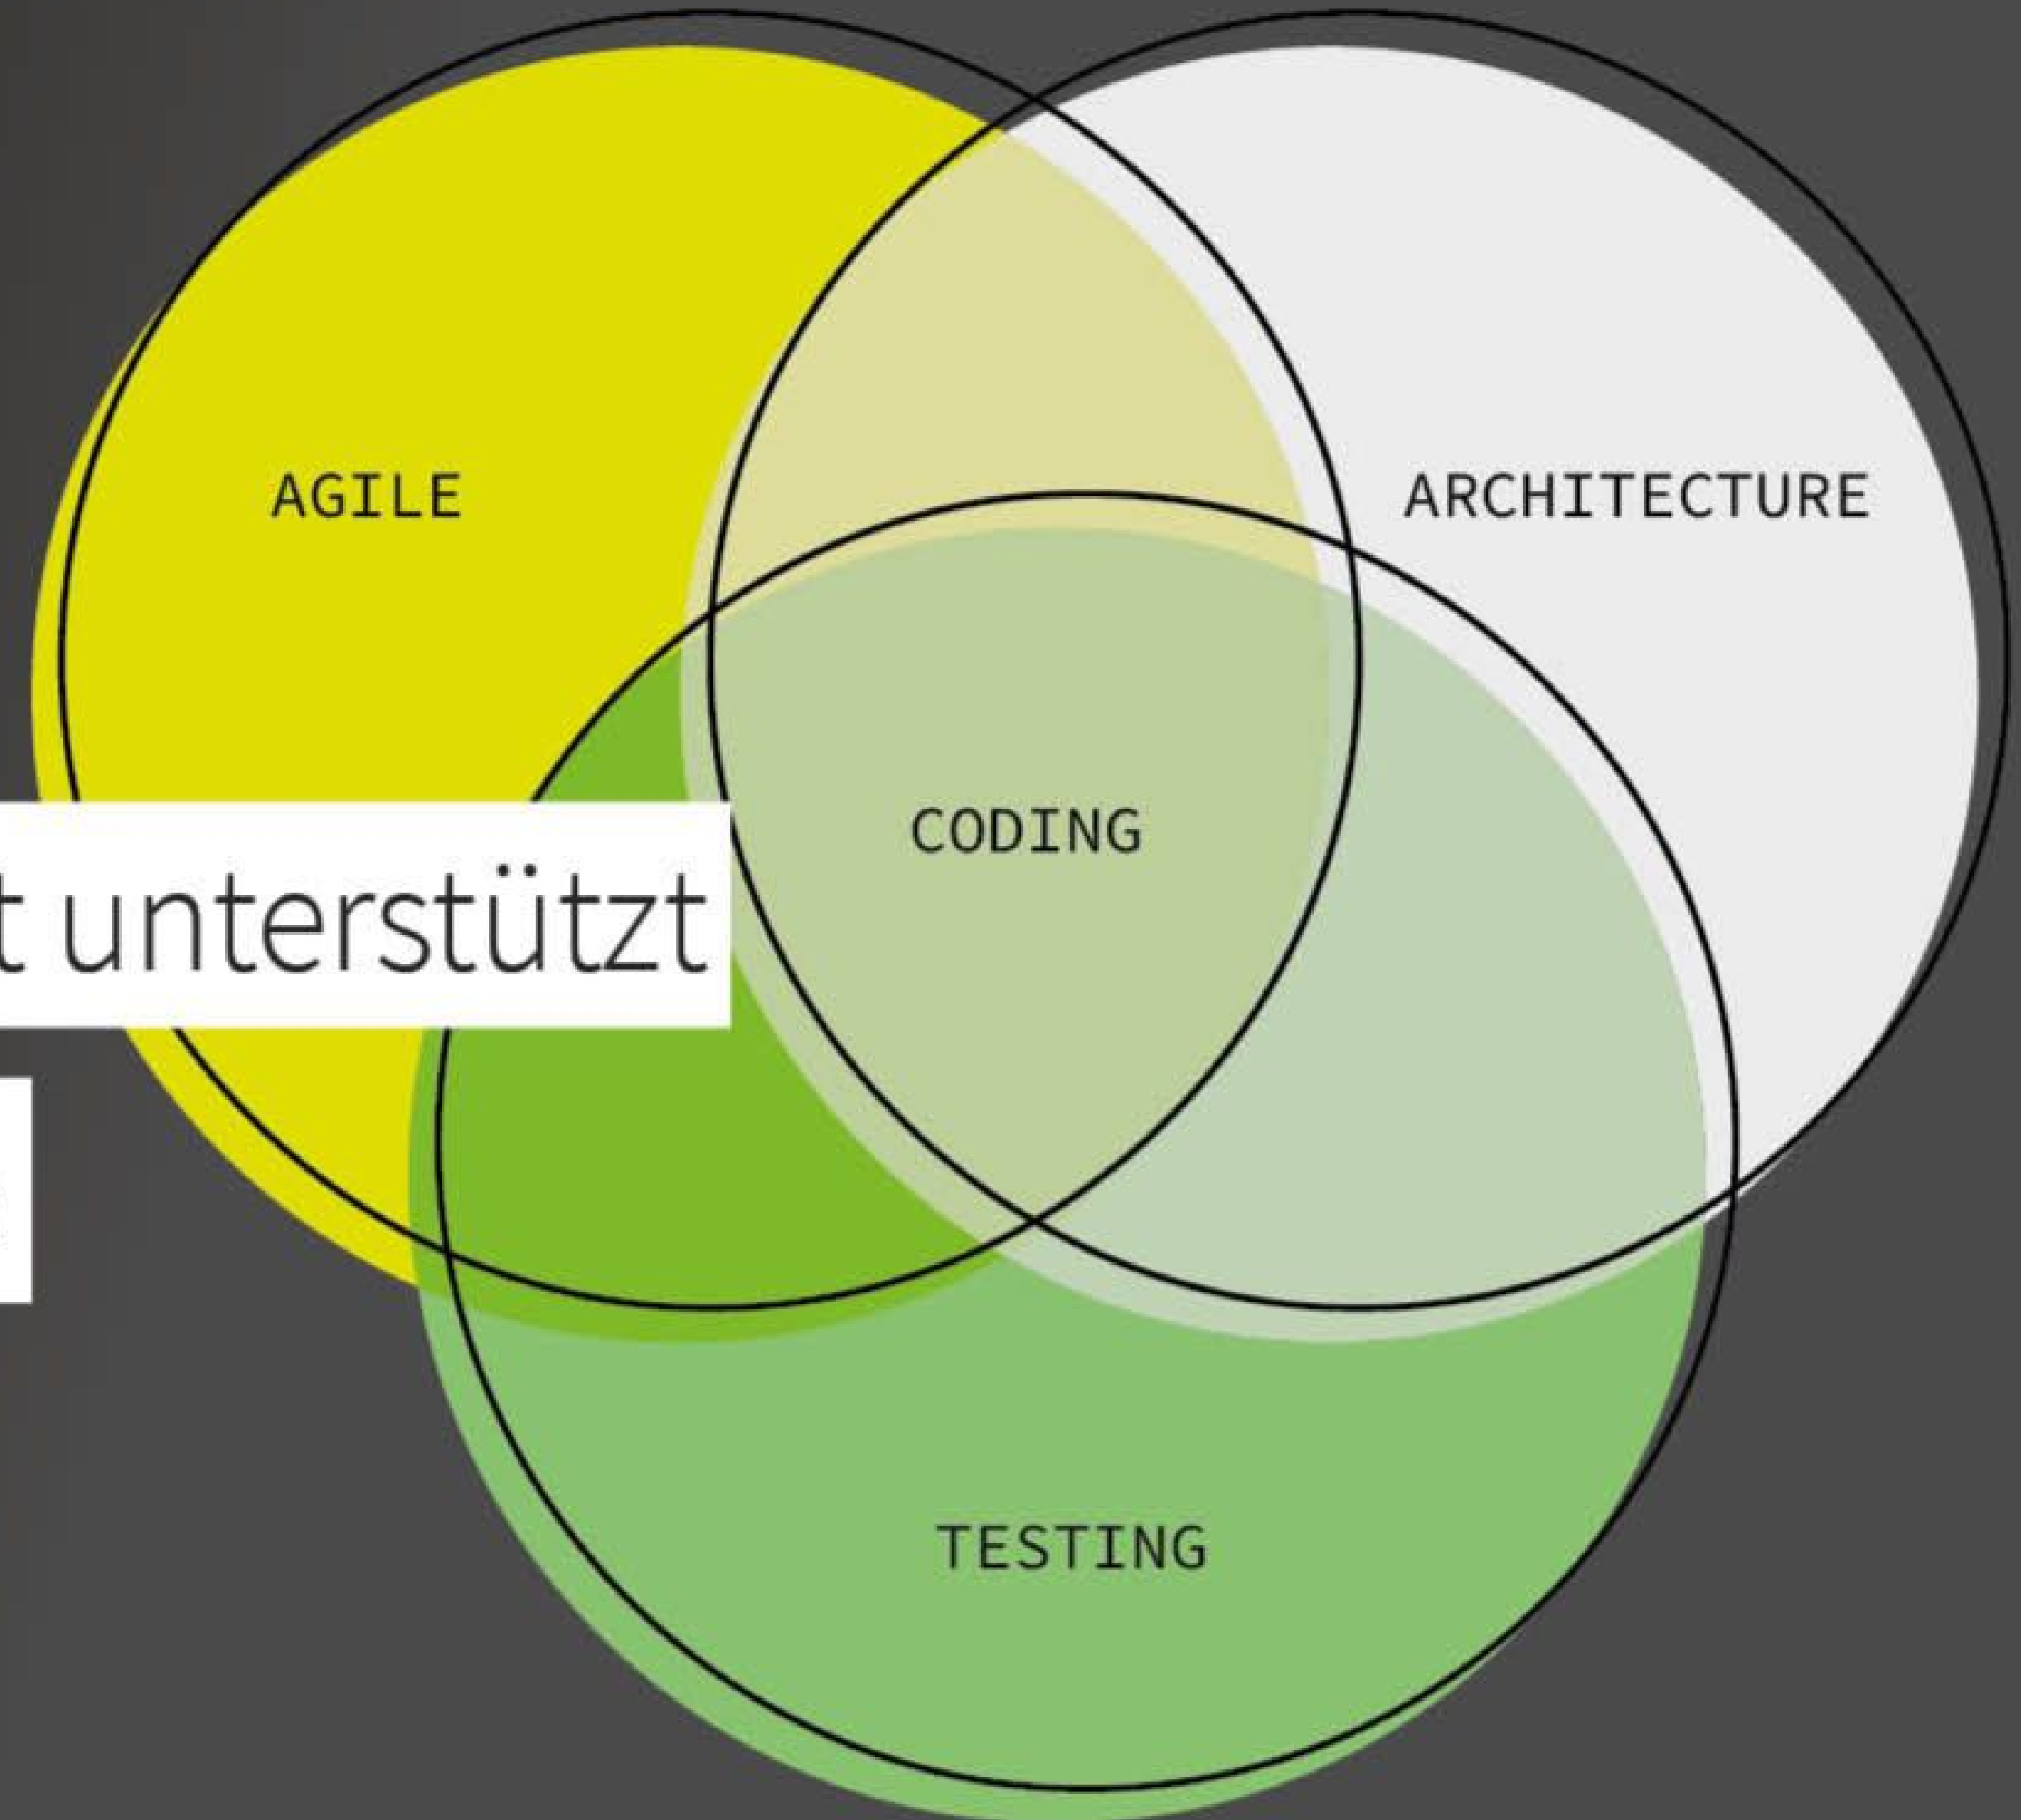 AGILE
ARCHITECTURE
CODING
t unterstützt
TESTING